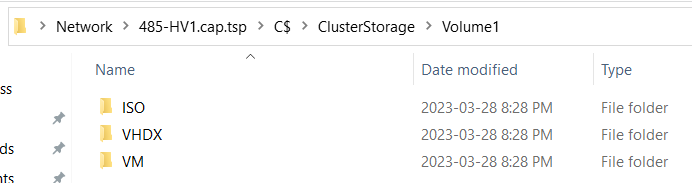 Network > 485-HV1.cap.tsp > C$ > ClusterStorage > Volume1
Name Date modified Type
ss
ISO 2023-03-28 8:28 PM File folder
VHDX 2023-03-28 8:28 PM File folder
ds
VM 2023-03-28 8:28 PM File folder
nts